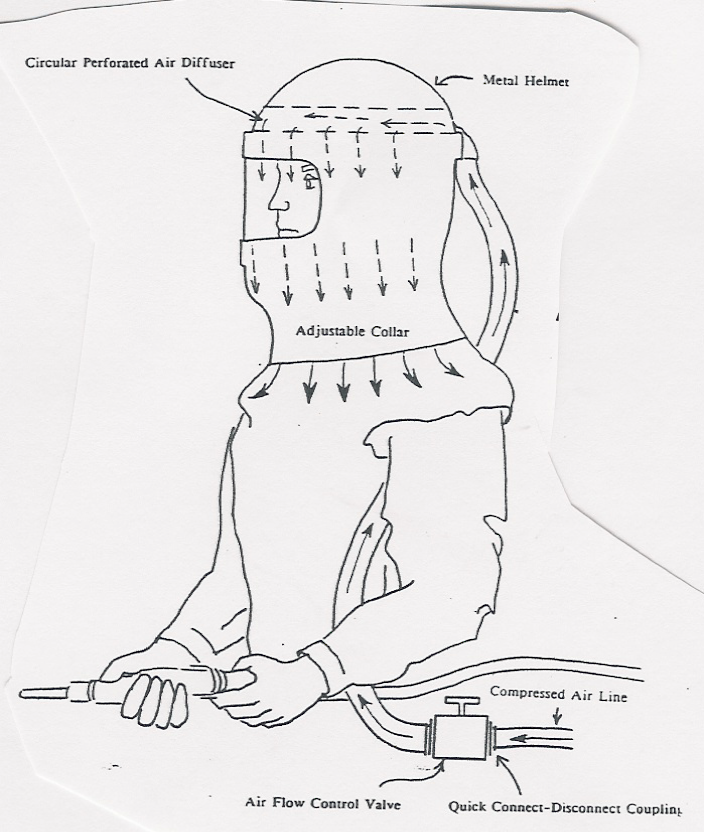 Circular Perforated Air Diffuser
Metal Helmet
Adjustable Collar
Compressed Air Line
Air Flow Control Valve
Quick Connect-Disconnect Coupling